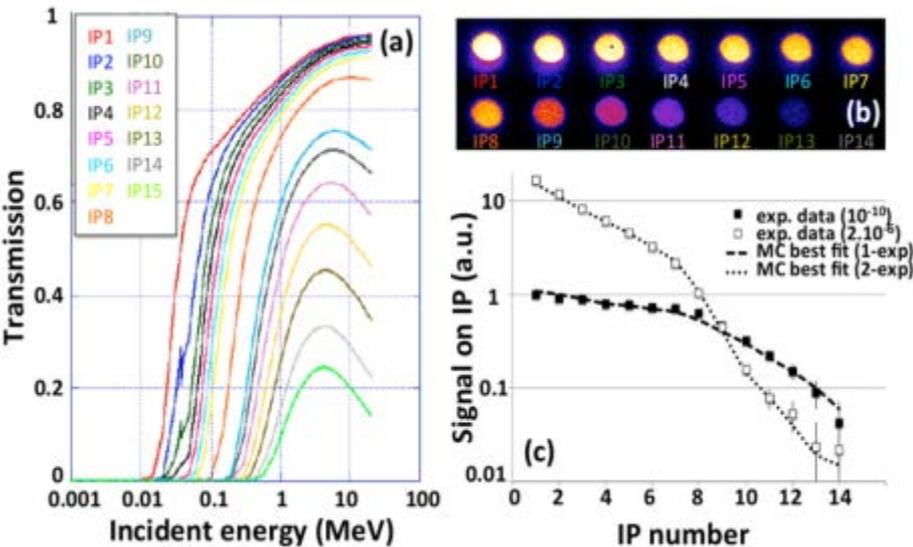 (a)
1
0.8
0.6
0.4
0.2
0
Transmission
IP1 IP9
IP2 IP10
IP3 IP11
IP4 IP12
IP5 IP13
IP6 IP14
IP7 IP15
IP8
0.001 0.01 0.1 1 10 100
Incident energy (MeV)
IP1 IP2 IP3 IP4 IP5 IP6 IP7
(b)
IP8 IP9 IP10 IP11 IP12 IP13 IP14
10
1
0.1
0.01
Signal on IP (a.u.)
exp. data (10⁻¹⁰)
exp. data (2.10⁻⁶)
MC best fit (1-exp)
MC best fit (2-exp)
(c)
0 2 4 6 8 10 12 14
IP number